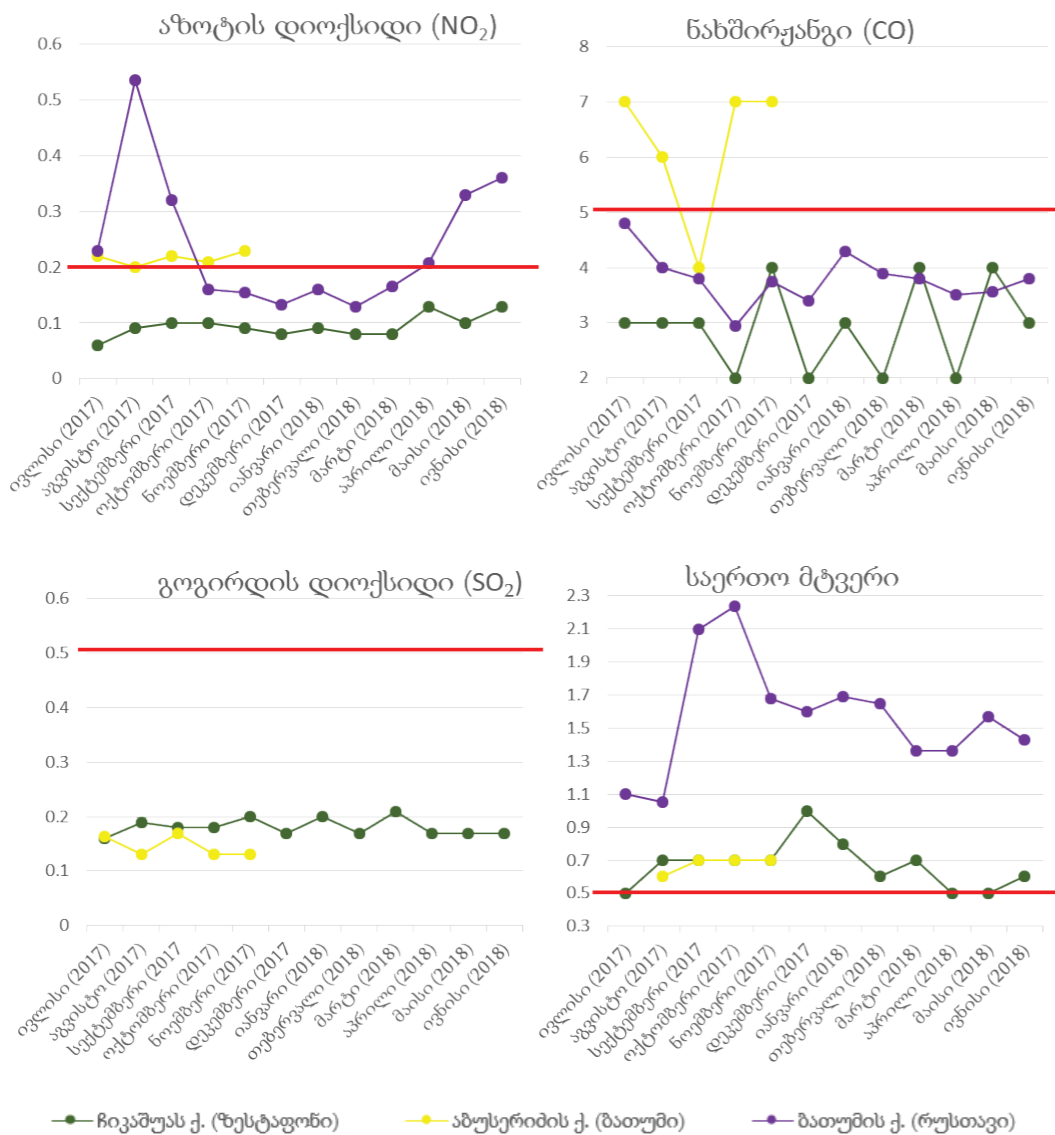 აზოტის დიოქსიდი (NO₂)
0.6
0.5
0.4
0.3
0.2
0.1
0
ივლისი (2017)
აგვისტო (2017)
სექტემბერი (2017
ოქტომბერი (2017)
ნოემბერი (2017)
დეკემბერი (2017
იანვარი (2018)
თებერვალი (2018)
მარტი (2018)
აპრილი (2018)
მაისი (2018)
ივნისი (2018)
ნახშირჟანგი (CO)
8
7
6
5
4
3
2
ივლისი (2017)
აგვისტო (2017)
სექტემბერი (2017
ოქტომბერი (2017)
ნოემბერი (2017)
დეკემბერი (2017
იანვარი (2018)
თებერვალი (2018)
მარტი (2018)
აპრილი (2018)
მაისი (2018)
ივნისი (2018)
გოგირდის დიოქსიდი (SO₂)
0.6
0.5
0.4
0.3
0.2
0.1
0
ივლისი (2017)
აგვისტო (2017)
სექტემბერი (2017
ოქტომბერი (2017)
ნოემბერი (2017)
დეკემბერი (2017
იანვარი (2018)
თებერვალი (2018)
მარტი (2018)
აპრილი (2018)
მაისი (2018)
ივნისი (2018)
საერთო მტვერი
2.3
2.1
1.9
1.7
1.5
1.3
1.1
0.9
0.7
0.5
0.3
ივლისი (2017)
აგვისტო (2017)
სექტემბერი (2017
ოქტომბერი (2017)
ნოემბერი (2017)
დეკემბერი (2017
იანვარი (2018)
თებერვალი (2018)
მარტი (2018)
აპრილი (2018)
მაისი (2018)
ივნისი (2018)
ჩიკაშუას ქ. (ზესტაფონი)
აბუსერიძის ქ. (ბათუმი)
ბათუმის ქ. (რუსთავი)